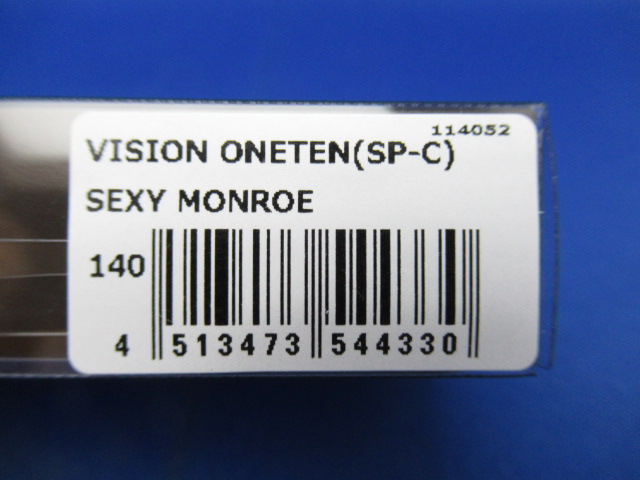 114052
VISION ONETEN(SP-C)
SEXY MONROE
140
4 513473 544330